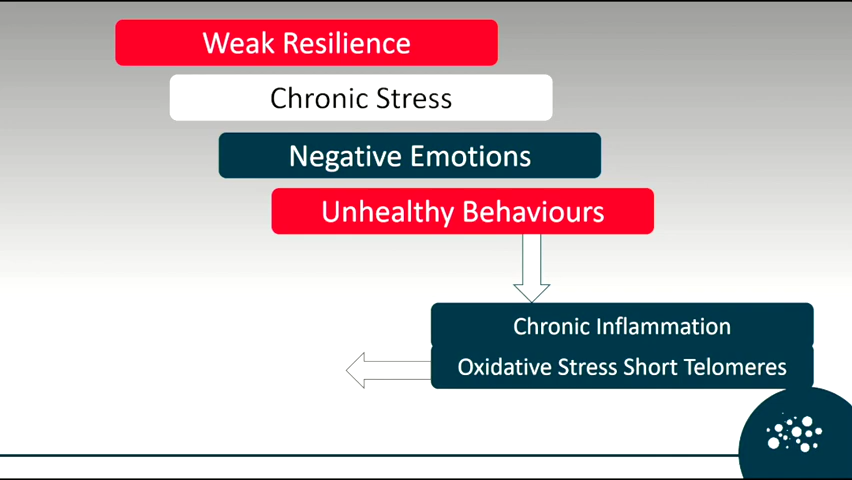 Weak Resilience
Chronic Stress
Negative Emotions
Unhealthy Behaviours
Chronic Inflammation
Oxidative Stress Short Telomeres